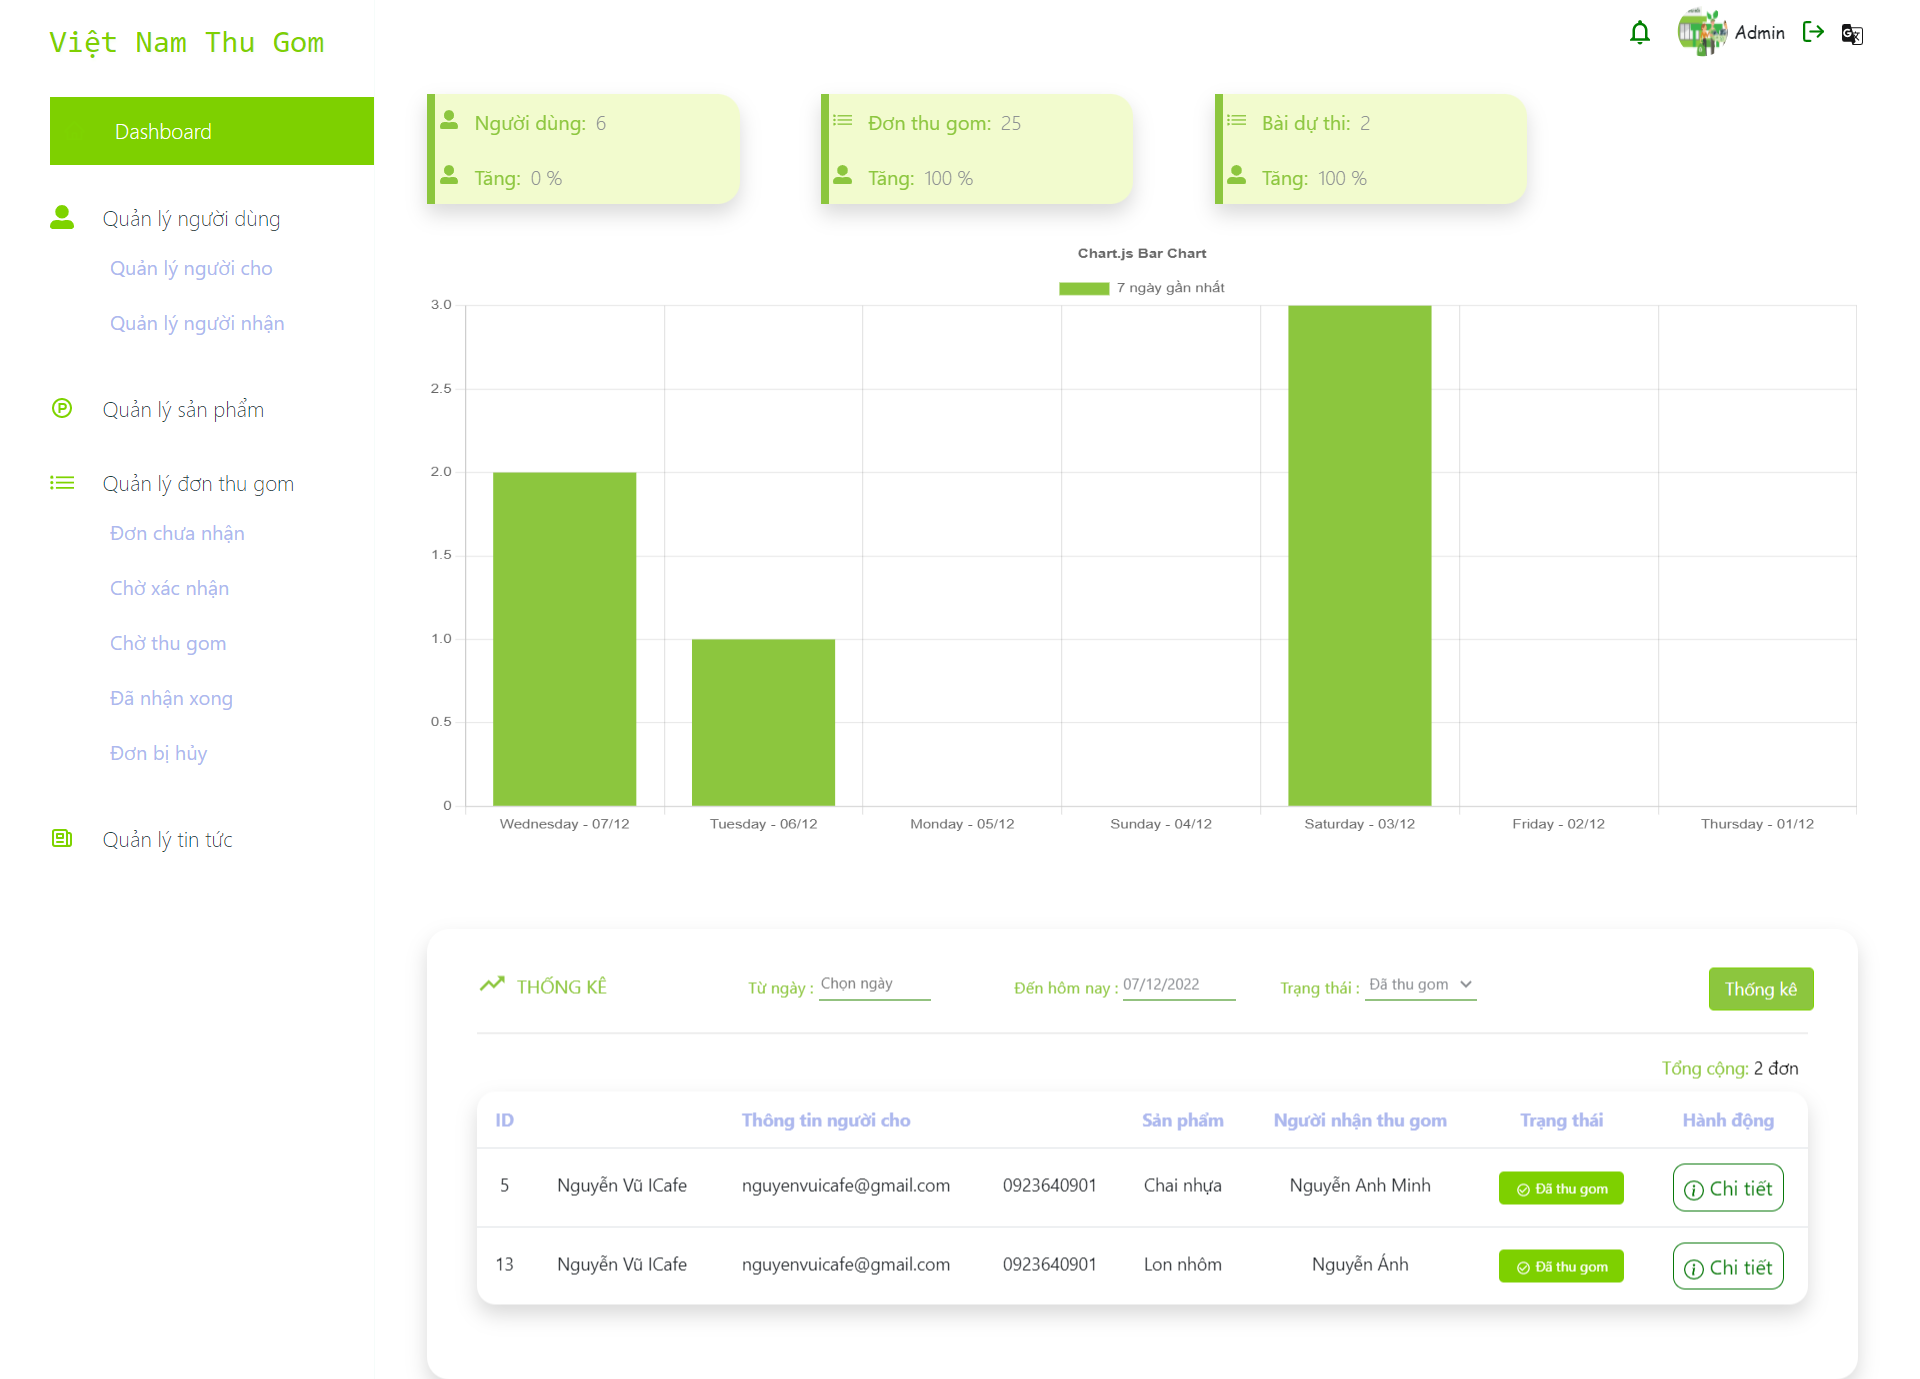 Việt Nam Thu Gom
Admin
Dashboard
Quản lý người dùng
Quản lý người cho
Quản lý người nhận
Quản lý sản phẩm
Quản lý đơn thu gom
Đơn chưa nhận
Chờ xác nhận
Chờ thu gom
Đã nhận xong
Đơn bị hủy
Quản lý tin tức
Người dùng: 6
Tăng: 0 %
Đơn thu gom: 25
Tăng: 100 %
Bài dự thi: 2
Tăng: 100 %
Chart.js Bar Chart
7 ngày gần nhất
3.0
2.5
2.0
1.5
1.0
0.5
0
Wednesday - 07/12 Tuesday - 06/12 Monday - 05/12 Sunday - 04/12 Saturday - 03/12 Friday - 02/12 Thursday - 01/12
THỐNG KÊ Từ ngày : Chọn ngày Đến hôm nay : 07/12/2022 Trạng thái : Đã thu gom Thống kê
Tổng cộng: 2 đơn
ID Thông tin người cho Sản phẩm Người nhận thu gom Trạng thái Hành động
5 Nguyễn Vũ ICafe nguyenvuicafe@gmail.com 0923640901 Chai nhựa Nguyễn Anh Minh Đã thu gom Chi tiết
13 Nguyễn Vũ ICafe nguyenvuicafe@gmail.com 0923640901 Lon nhôm Nguyễn Ánh Đã thu gom Chi tiết